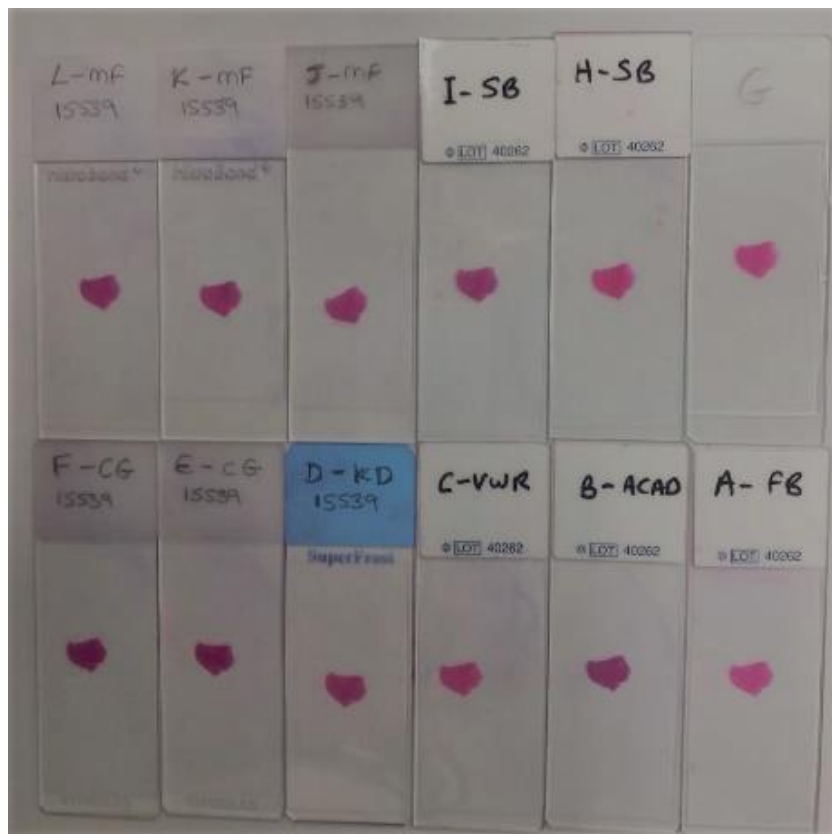 L-MF
15539
K-MF
15539
J-MF
15539
I-SB
LOT 40262
H-SB
LOT 40262
G
F-CG
15539
E-CG
15539
D-KD
15539
SuperFrost
C-VWR
LOT 40262
B-ACAD
LOT 40262
A-FB
LOT 40262